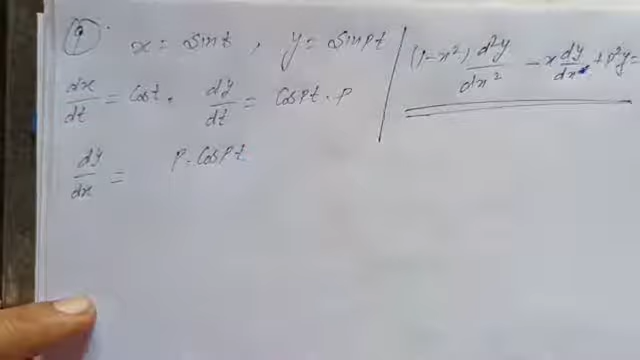 9. x = sint , y = sinpt
dx/dt = cost . dy/dt = cospt . p
dy/dx = p . cospt
(1-x²) d²y/dx² - x dy/dx + p²y =